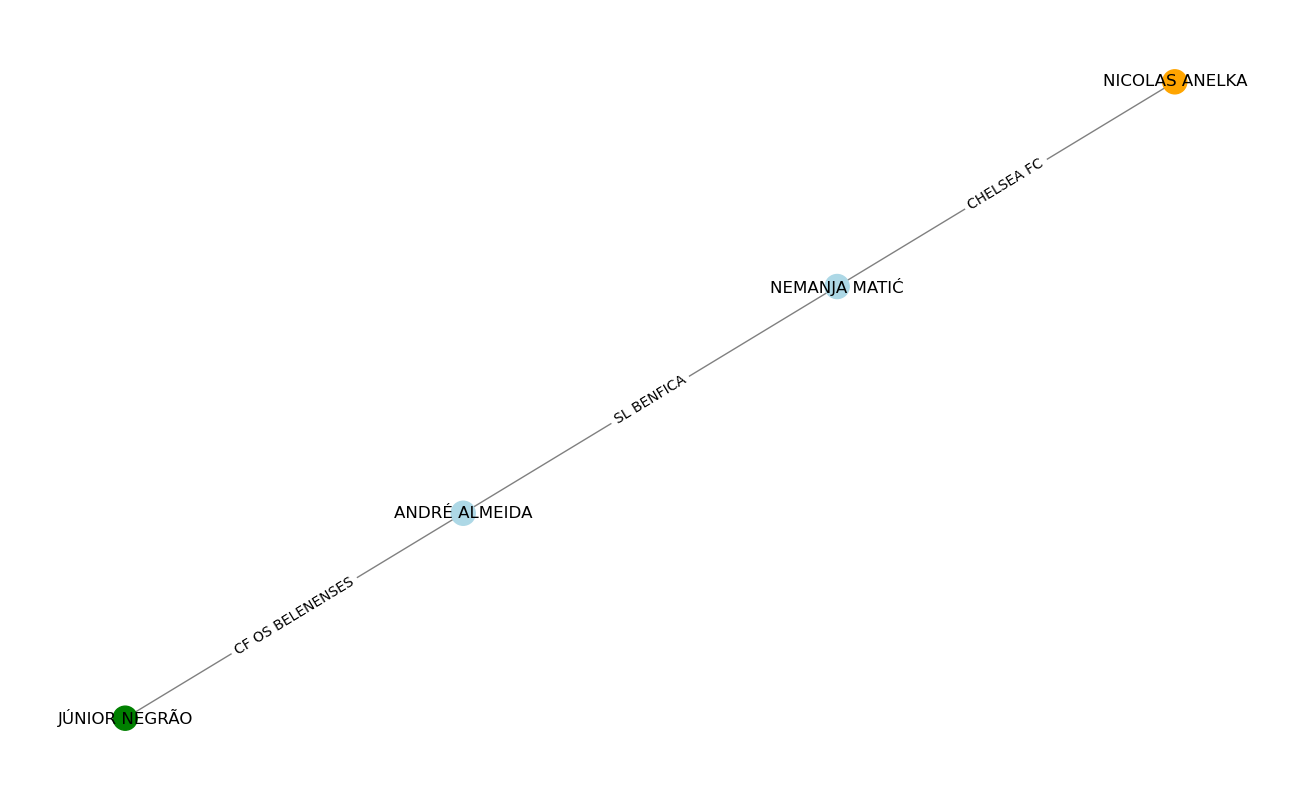 NICOLAS ANELKA
CHELSEA FC
NEMANJA MATIĆ
SL BENFICA
ANDRÉ ALMEIDA
CF OS BELENENSES
JÚNIOR NEGRÃO